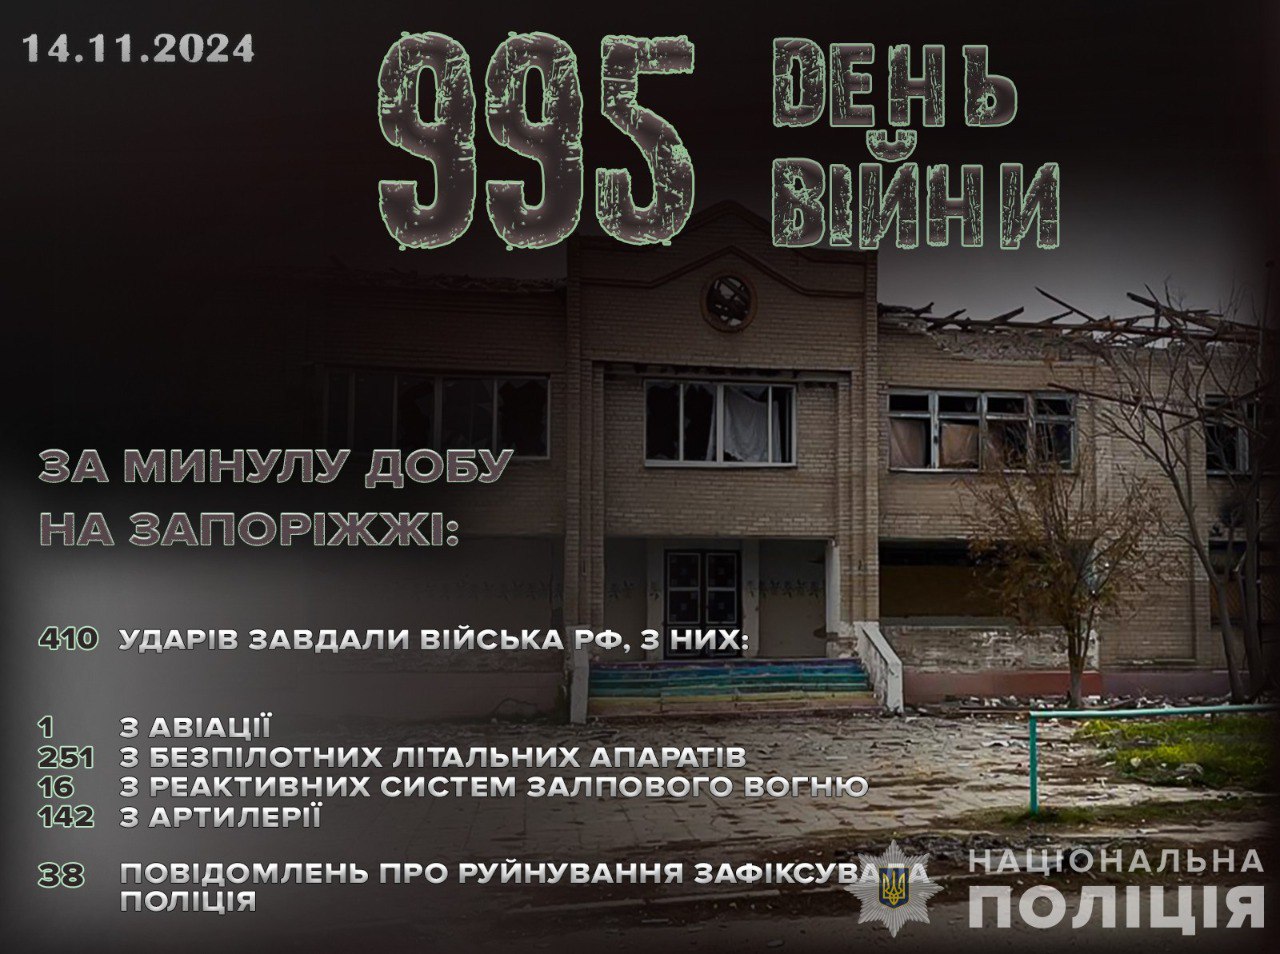 14.11.2024
995
ДЕНЬ
ВІЙНИ
ЗА МИНУЛУ ДОБУ
НА ЗАПОРІЖЖІ:
410 УДАРІВ ЗАВДАЛИ ВІЙСЬКА РФ, З НИХ:
1 З АВІАЦІЇ
251 З БЕЗПІЛОТНИХ ЛІТАЛЬНИХ АПАРАТІВ
16 З РЕАКТИВНИХ СИСТЕМ ЗАЛПОВОГО ВОГНЮ
142 З АРТИЛЕРІЇ
38 ПОВІДОМЛЕНЬ ПРО РУЙНУВАННЯ ЗАФІКСУВАЛА
ПОЛІЦІЯ
НАЦІОНАЛЬНА
ПОЛІЦІЯ